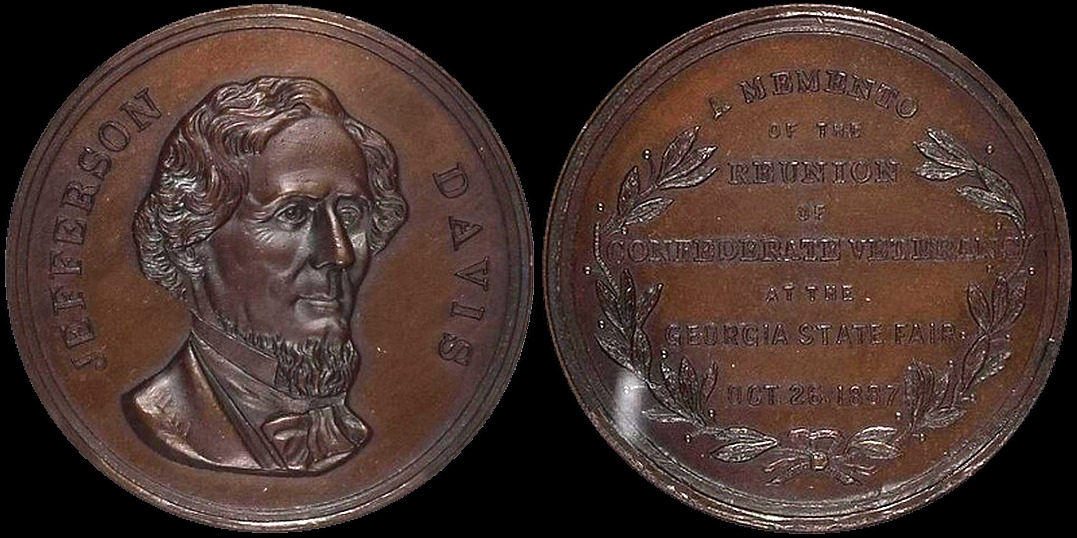 JEFFERSON DAVIS
A MEMENTO
OF THE
REUNION
OF
CONFEDERATE VETERANS
AT THE
GEORGIA STATE FAIR.
OCT. 26. 1887